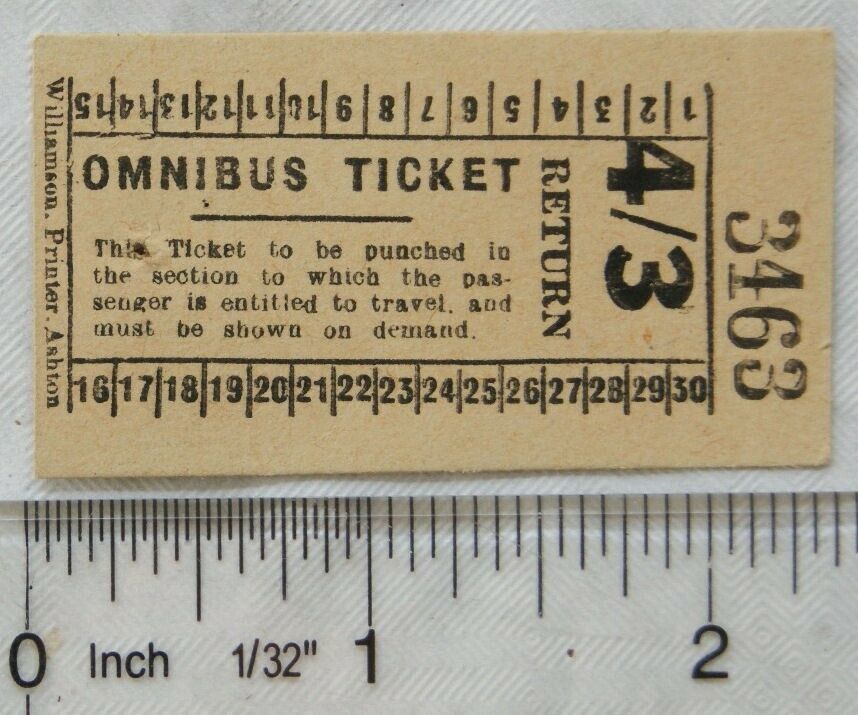 15 14 13 12 11 10 9 8 7 6 5 4 3 2 1
OMNIBUS TICKET
This Ticket to be punched in
the section to which the pas-
senger is entitled to travel, and
must be shown on demand.
RETURN
4/3
3463
Williamson, Printer, Ashton
16 17 18 19 20 21 22 23 24 25 26 27 28 29 30
0 Inch 1/32" 1 2